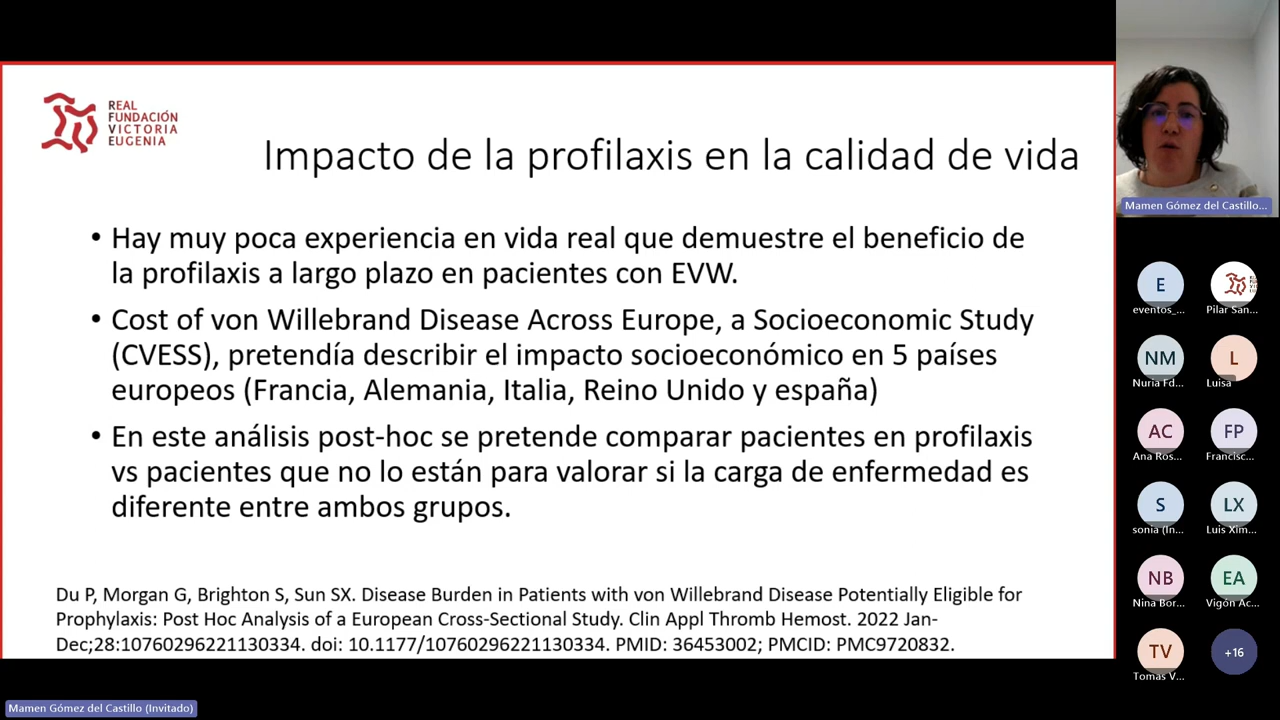 REAL
FUNDACIÓN
VICTORIA
EUGENIA
Impacto de la profilaxis en la calidad de vida
• Hay muy poca experiencia en vida real que demuestre el beneficio de
la profilaxis a largo plazo en pacientes con EVW.
• Cost of von Willebrand Disease Across Europe, a Socioeconomic Study
(CVESS), pretendía describir el impacto socioeconómico en 5 países
europeos (Francia, Alemania, Italia, Reino Unido y españa)
• En este análisis post-hoc se pretende comparar pacientes en profilaxis
vs pacientes que no lo están para valorar si la carga de enfermedad es
diferente entre ambos grupos.
Du P, Morgan G, Brighton S, Sun SX. Disease Burden in Patients with von Willebrand Disease Potentially Eligible for
Prophylaxis: Post Hoc Analysis of a European Cross-Sectional Study. Clin Appl Thromb Hemost. 2022 Jan-
Dec;28:10760296221130334. doi: 10.1177/10760296221130334. PMID: 36453002; PMCID: PMC9720832.
Mamen Gómez del Castillo (Invitado)
Mamen Gómez del Castillo...
E
eventos_...
Pilar San...
NM
Nuria Fd...
L
Luisa
AC
Ana Ros...
FP
Francisc...
S
sonia (In...
LX
Luis Xím...
NB
Nina Bor...
EA
Vigón Ac...
TV
Tomas V...
+16